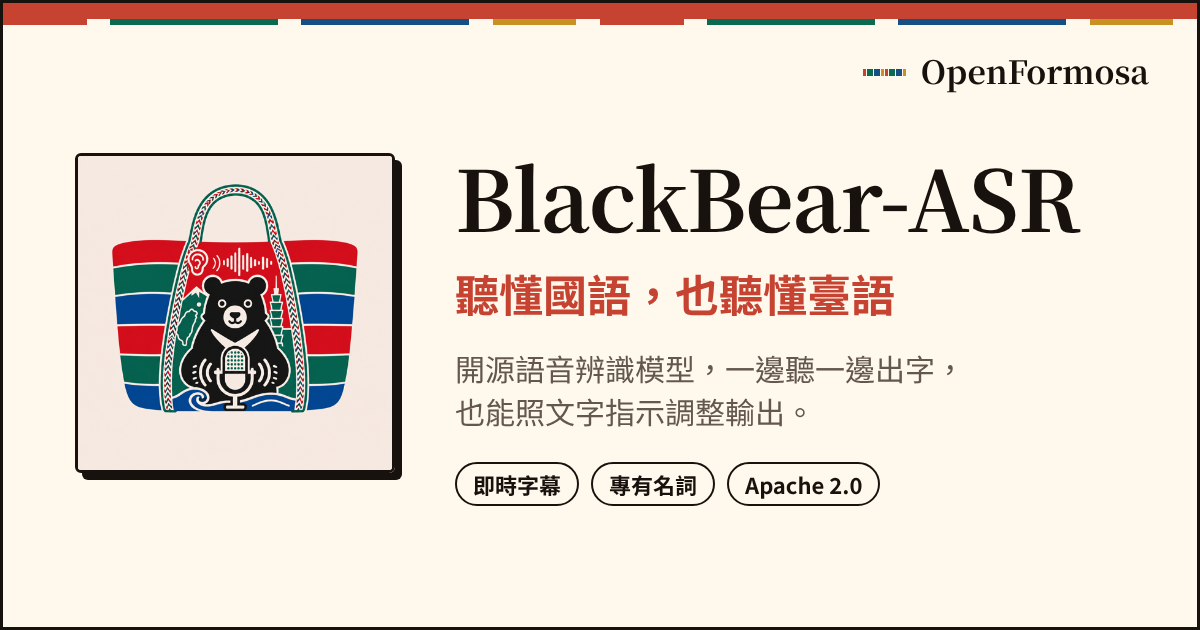 OpenFormosa
BlackBear-ASR
聽懂國語，也聽懂臺語
開源語音辨識模型，一邊聽一邊出字，
也能照文字指示調整輸出。
即時字幕
專有名詞
Apache 2.0